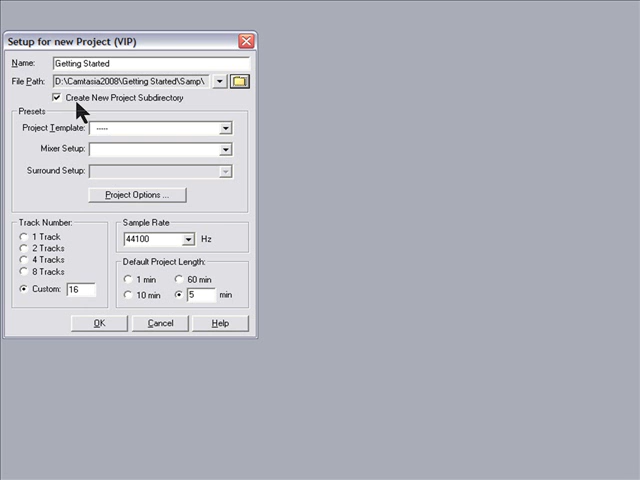 Setup for new Project (VIP)
Name: Getting Started
File Path: D:\Camtasia2008\Getting Started\Samp\
Create New Project Subdirectory
Presets
Project Template: -----
Mixer Setup:
Surround Setup:
Project Options ...
Track Number:
1 Track
2 Tracks
4 Tracks
8 Tracks
Custom: 16
Sample Rate
44100 Hz
Default Project Length:
1 min 60 min
10 min 5 min
OK Cancel Help